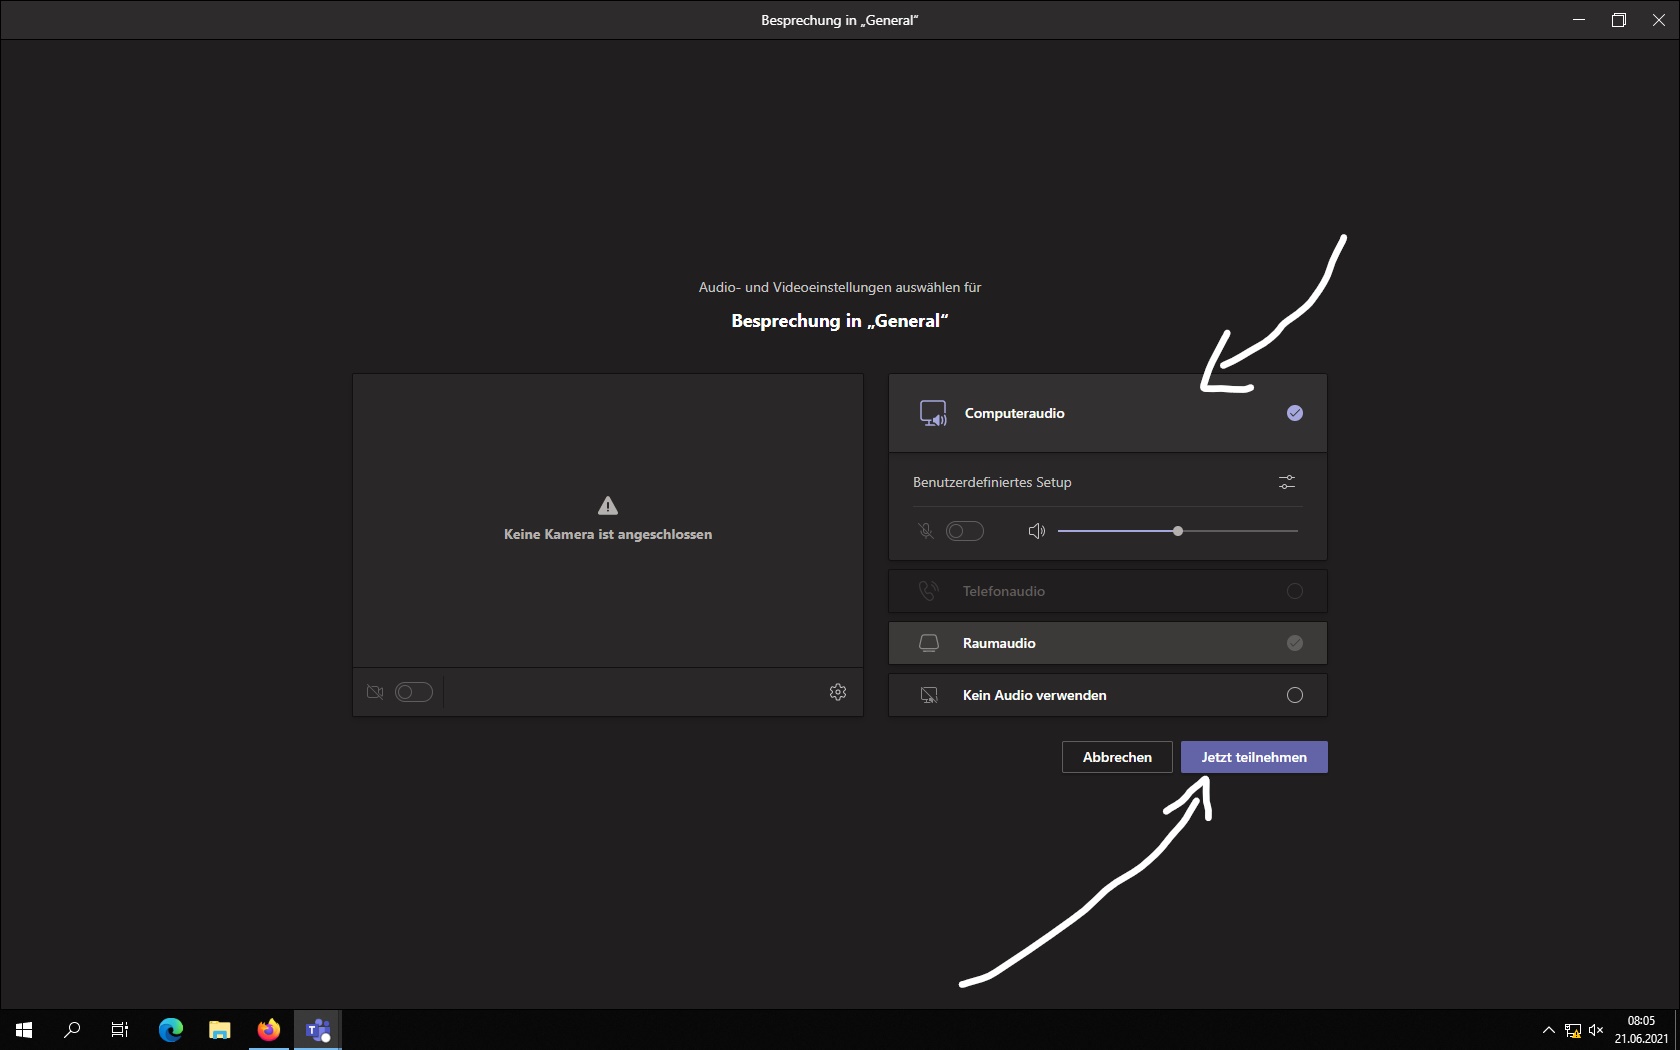 Besprechung in „General“
Audio- und Videoeinstellungen auswählen für
Besprechung in „General“
Keine Kamera ist angeschlossen
Computeraudio
Benutzerdefiniertes Setup
Telefonaudio
Raumaudio
Kein Audio verwenden
Abbrechen
Jetzt teilnehmen
T
08:05
21.06.2021